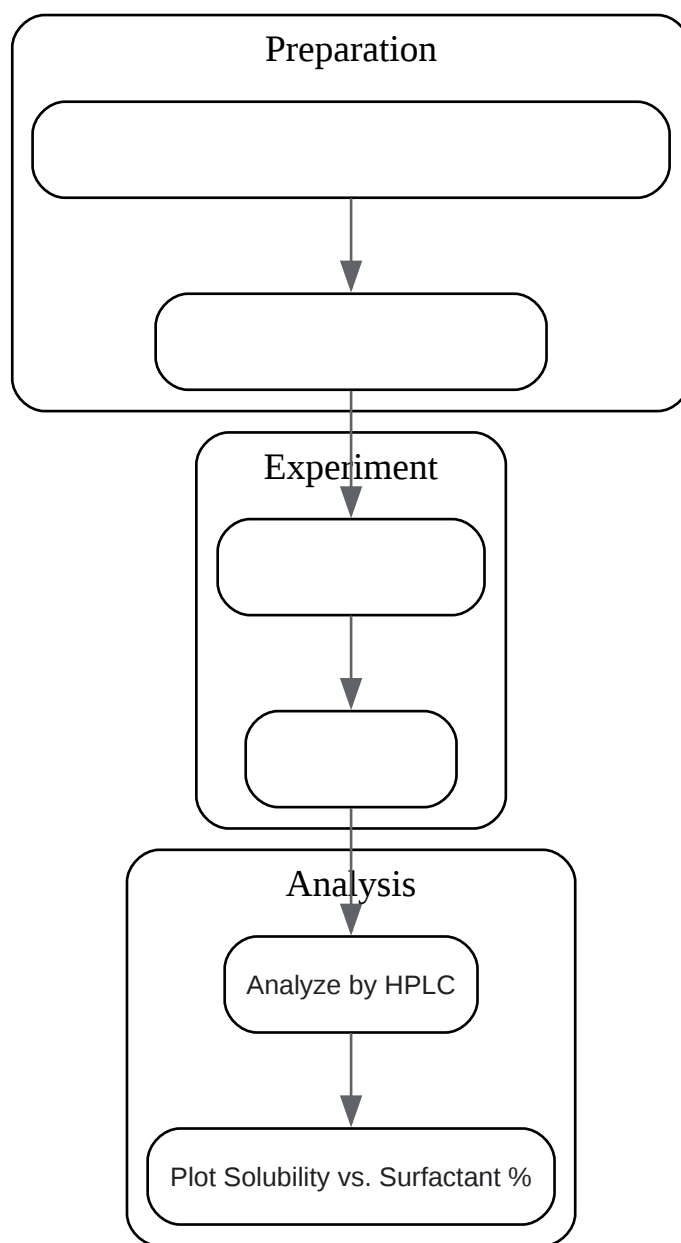 Preparation
Experiment
Analysis
Analyze by HPLC
Plot Solubility vs. Surfactant %